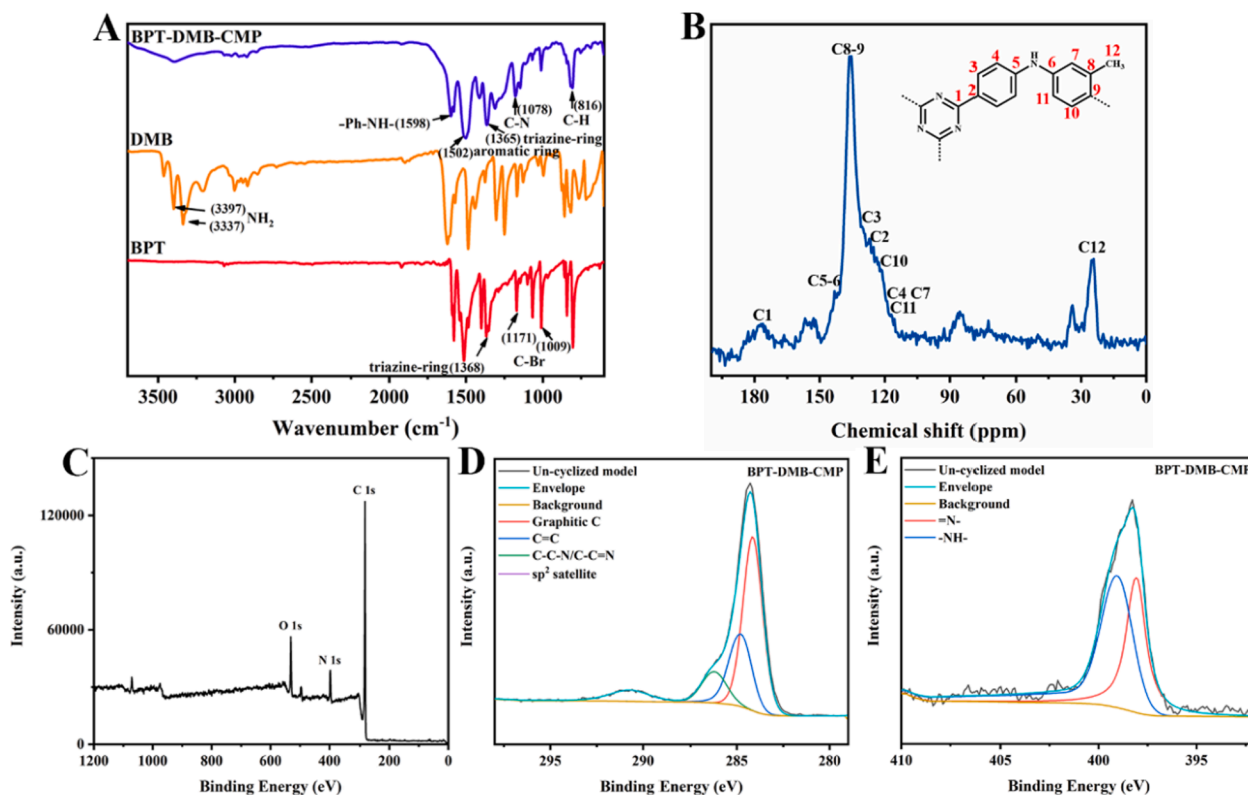 A
BPT-DMB-CMP
-Ph-NH-(1598)
(1502)
aromatic ring
(1365)
triazine-ring
C-N
(1078)
(816)
C-H
DMB
(3397)
(3337)
NH2
BPT
triazine-ring(1368)
(1171)
C-Br
(1009)
3500 3000 2500 2000 1500 1000
Wavenumber (cm-1)
B
C8-9
C3
C2
C10
C5-6
C4 C7
C11
C1
C12
1
2
3
4
5
H
N
6
7
8
9
10
11
12
CH3
N
N
N
180 150 120 90 60 30 0
Chemical shift (ppm)
C
C 1s
O 1s
N 1s
120000
60000
0
Intensity (a.u.)
1200 1000 800 600 400 200 0
Binding Energy (eV)
D
BPT-DMB-CMP
Un-cyclized model
Envelope
Background
Graphitic C
C=C
C-C-N/C-C=N
sp2 satellite
Intensity (a.u.)
295 290 285 280
Binding Energy (eV)
E
BPT-DMB-CMP
Un-cyclized model
Envelope
Background
=N-
-NH-
Intensity (a.u.)
410 405 400 395
Binding Energy (eV)